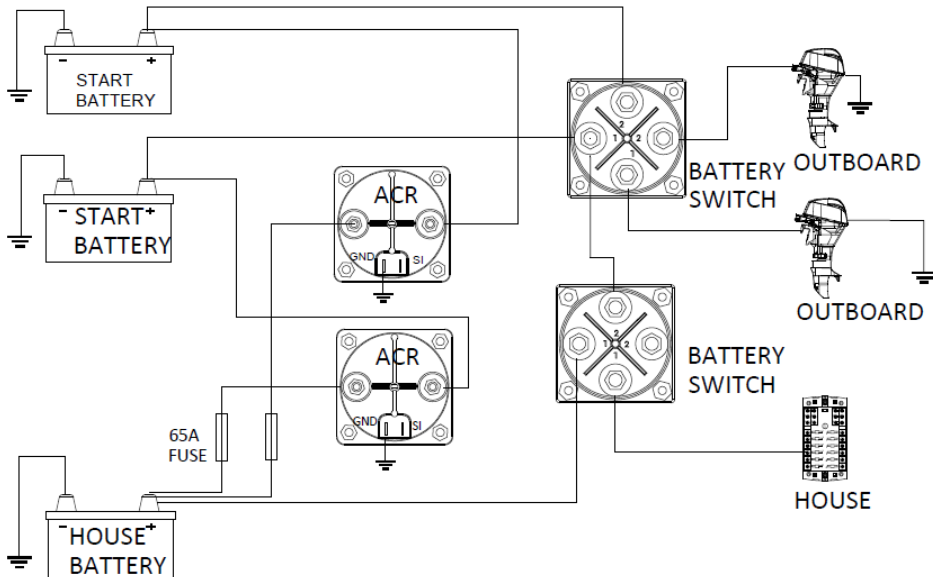 - +
START
BATTERY
- START +
BATTERY
65A
FUSE
- HOUSE +
BATTERY
ACR
GND SI
ACR
GND SI
2
1 2
1
BATTERY
SWITCH
2
1 2
1
BATTERY
SWITCH
OUTBOARD
OUTBOARD
HOUSE